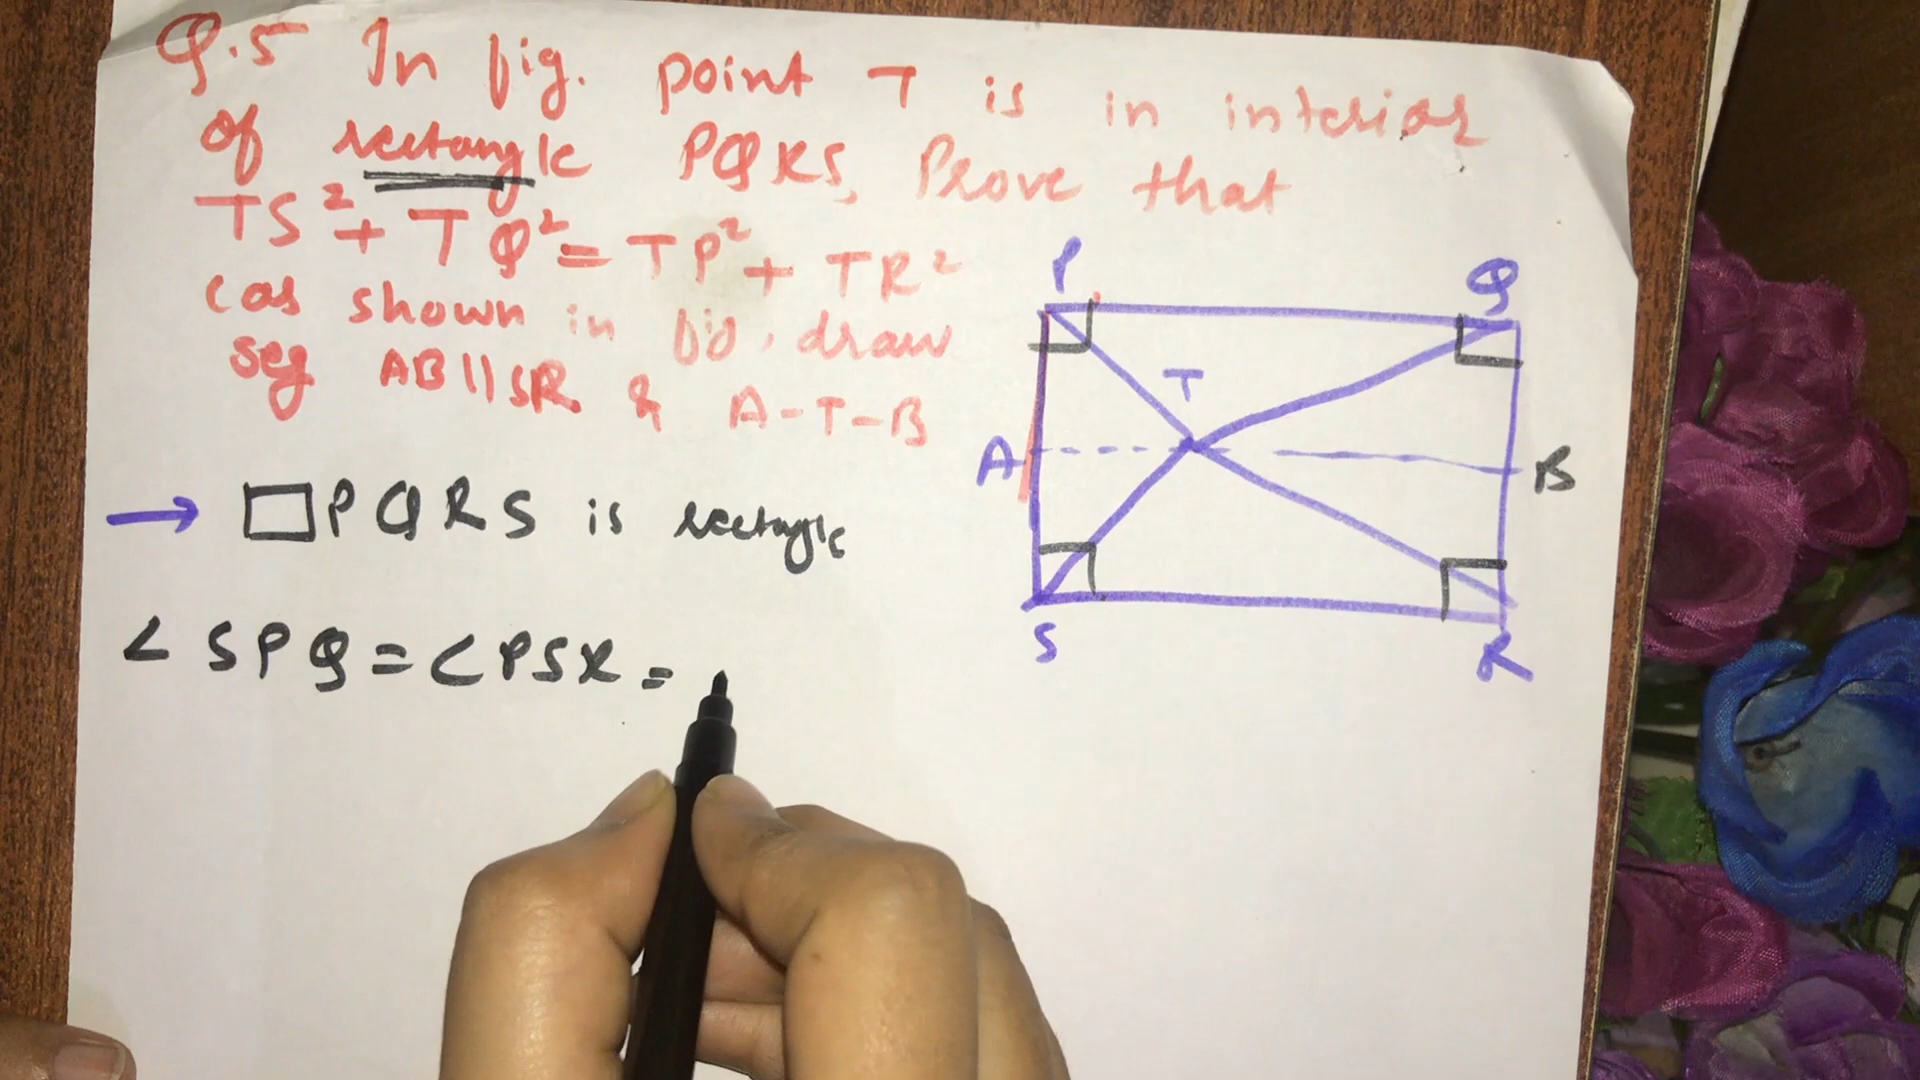 Q.5 In fig. point T is in interior
of rectangle PQRS, Prove that
TS² + TQ² = TP² + TR²
(as shown in fig. draw
seg AB || SR & A-T-B
→ □PQRS is rectangle
∠SPQ = ∠PSR =
P
Q
T
A
B
S
R